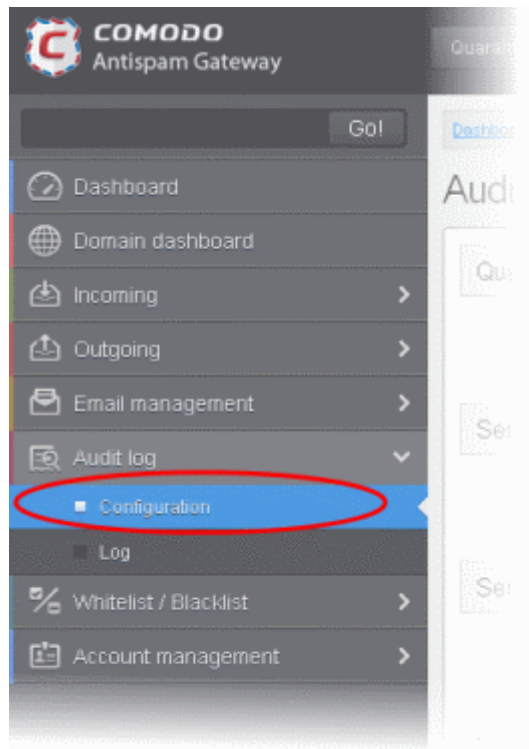 COMODO
Antispam Gateway
Go!
Dashboard
Domain dashboard
Incoming
Outgoing
Email management
Audit log
Configuration
Log
Whitelist / Blacklist
Account management